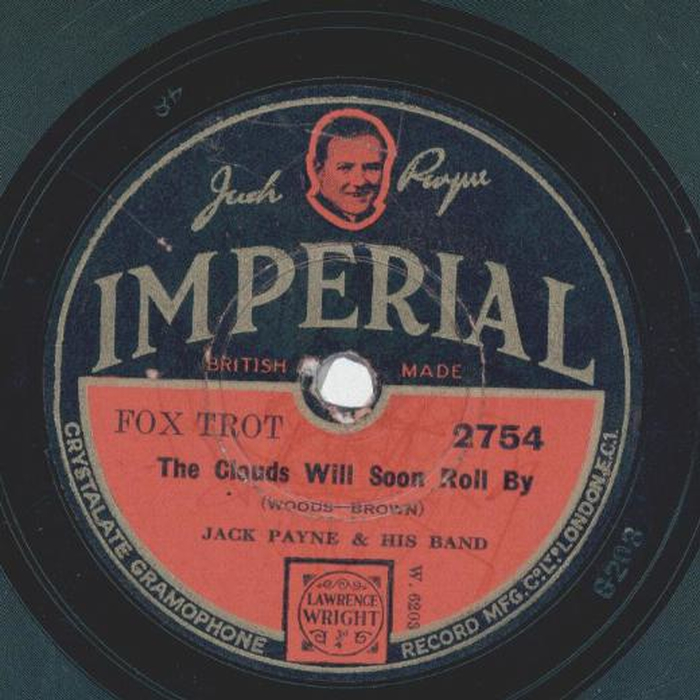 Jack Payne
IMPERIAL
BRITISH MADE
FOX TROT 2754
The Clouds Will Soon Roll By
(WOODS—BROWN)
JACK PAYNE & HIS BAND
LAWRENCE
WRIGHT
W. 6203
CRYSTALATE GRAMOPHONE RECORD MFG. CO. LTD. LONDON. E.C.1.
6203